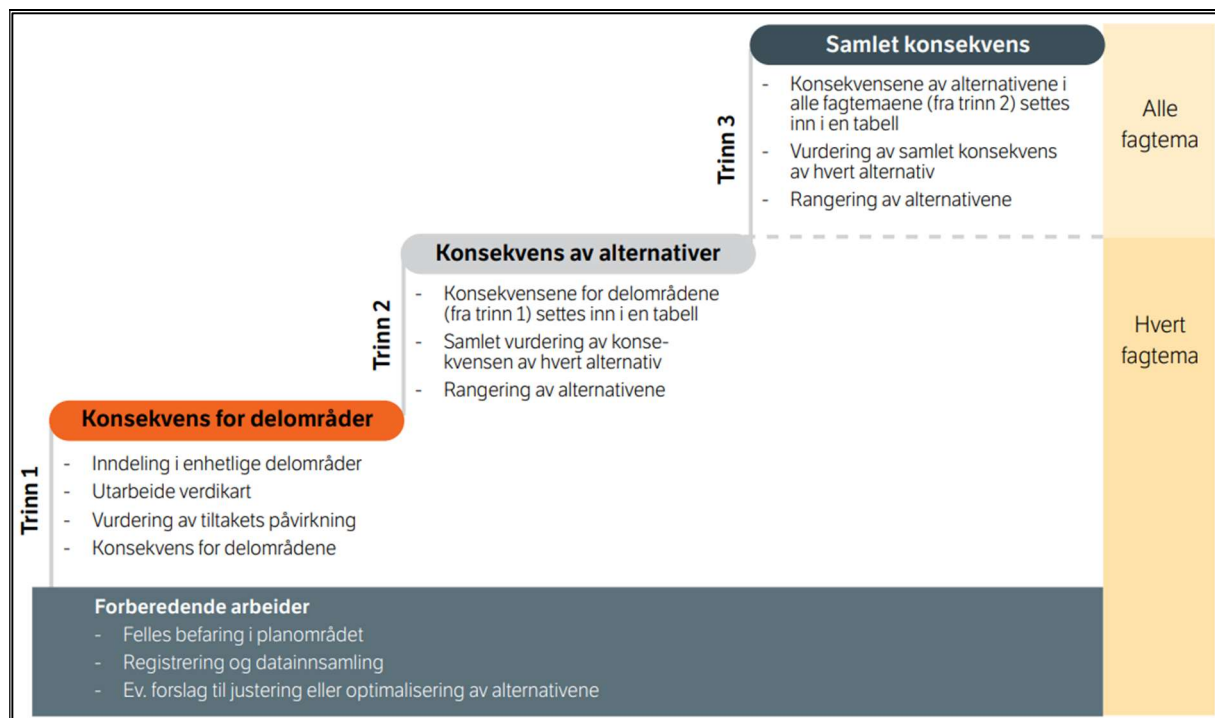 Samlet konsekvens
- Konsekvensene av alternativene i
alle fagtemaene (fra trinn 2) settes
inn i en tabell
- Vurdering av samlet konsekvens
av hvert alternativ
- Rangering av alternativene
Trinn 3
Alle
fagtema
Konsekvens av alternativer
- Konsekvensene for delområdene
(fra trinn 1) settes inn i en tabell
- Samlet vurdering av konse-
kvensen av hvert alternativ
- Rangering av alternativene
Trinn 2
Hvert
fagtema
Konsekvens for delområder
- Inndeling i enhetlige delområder
- Utarbeide verdikart
- Vurdering av tiltakets påvirkning
- Konsekvens for delområdene
Trinn 1
Forberedende arbeider
- Felles befaring i planområdet
- Registrering og datainnsamling
- Ev. forslag til justering eller optimalisering av alternativene